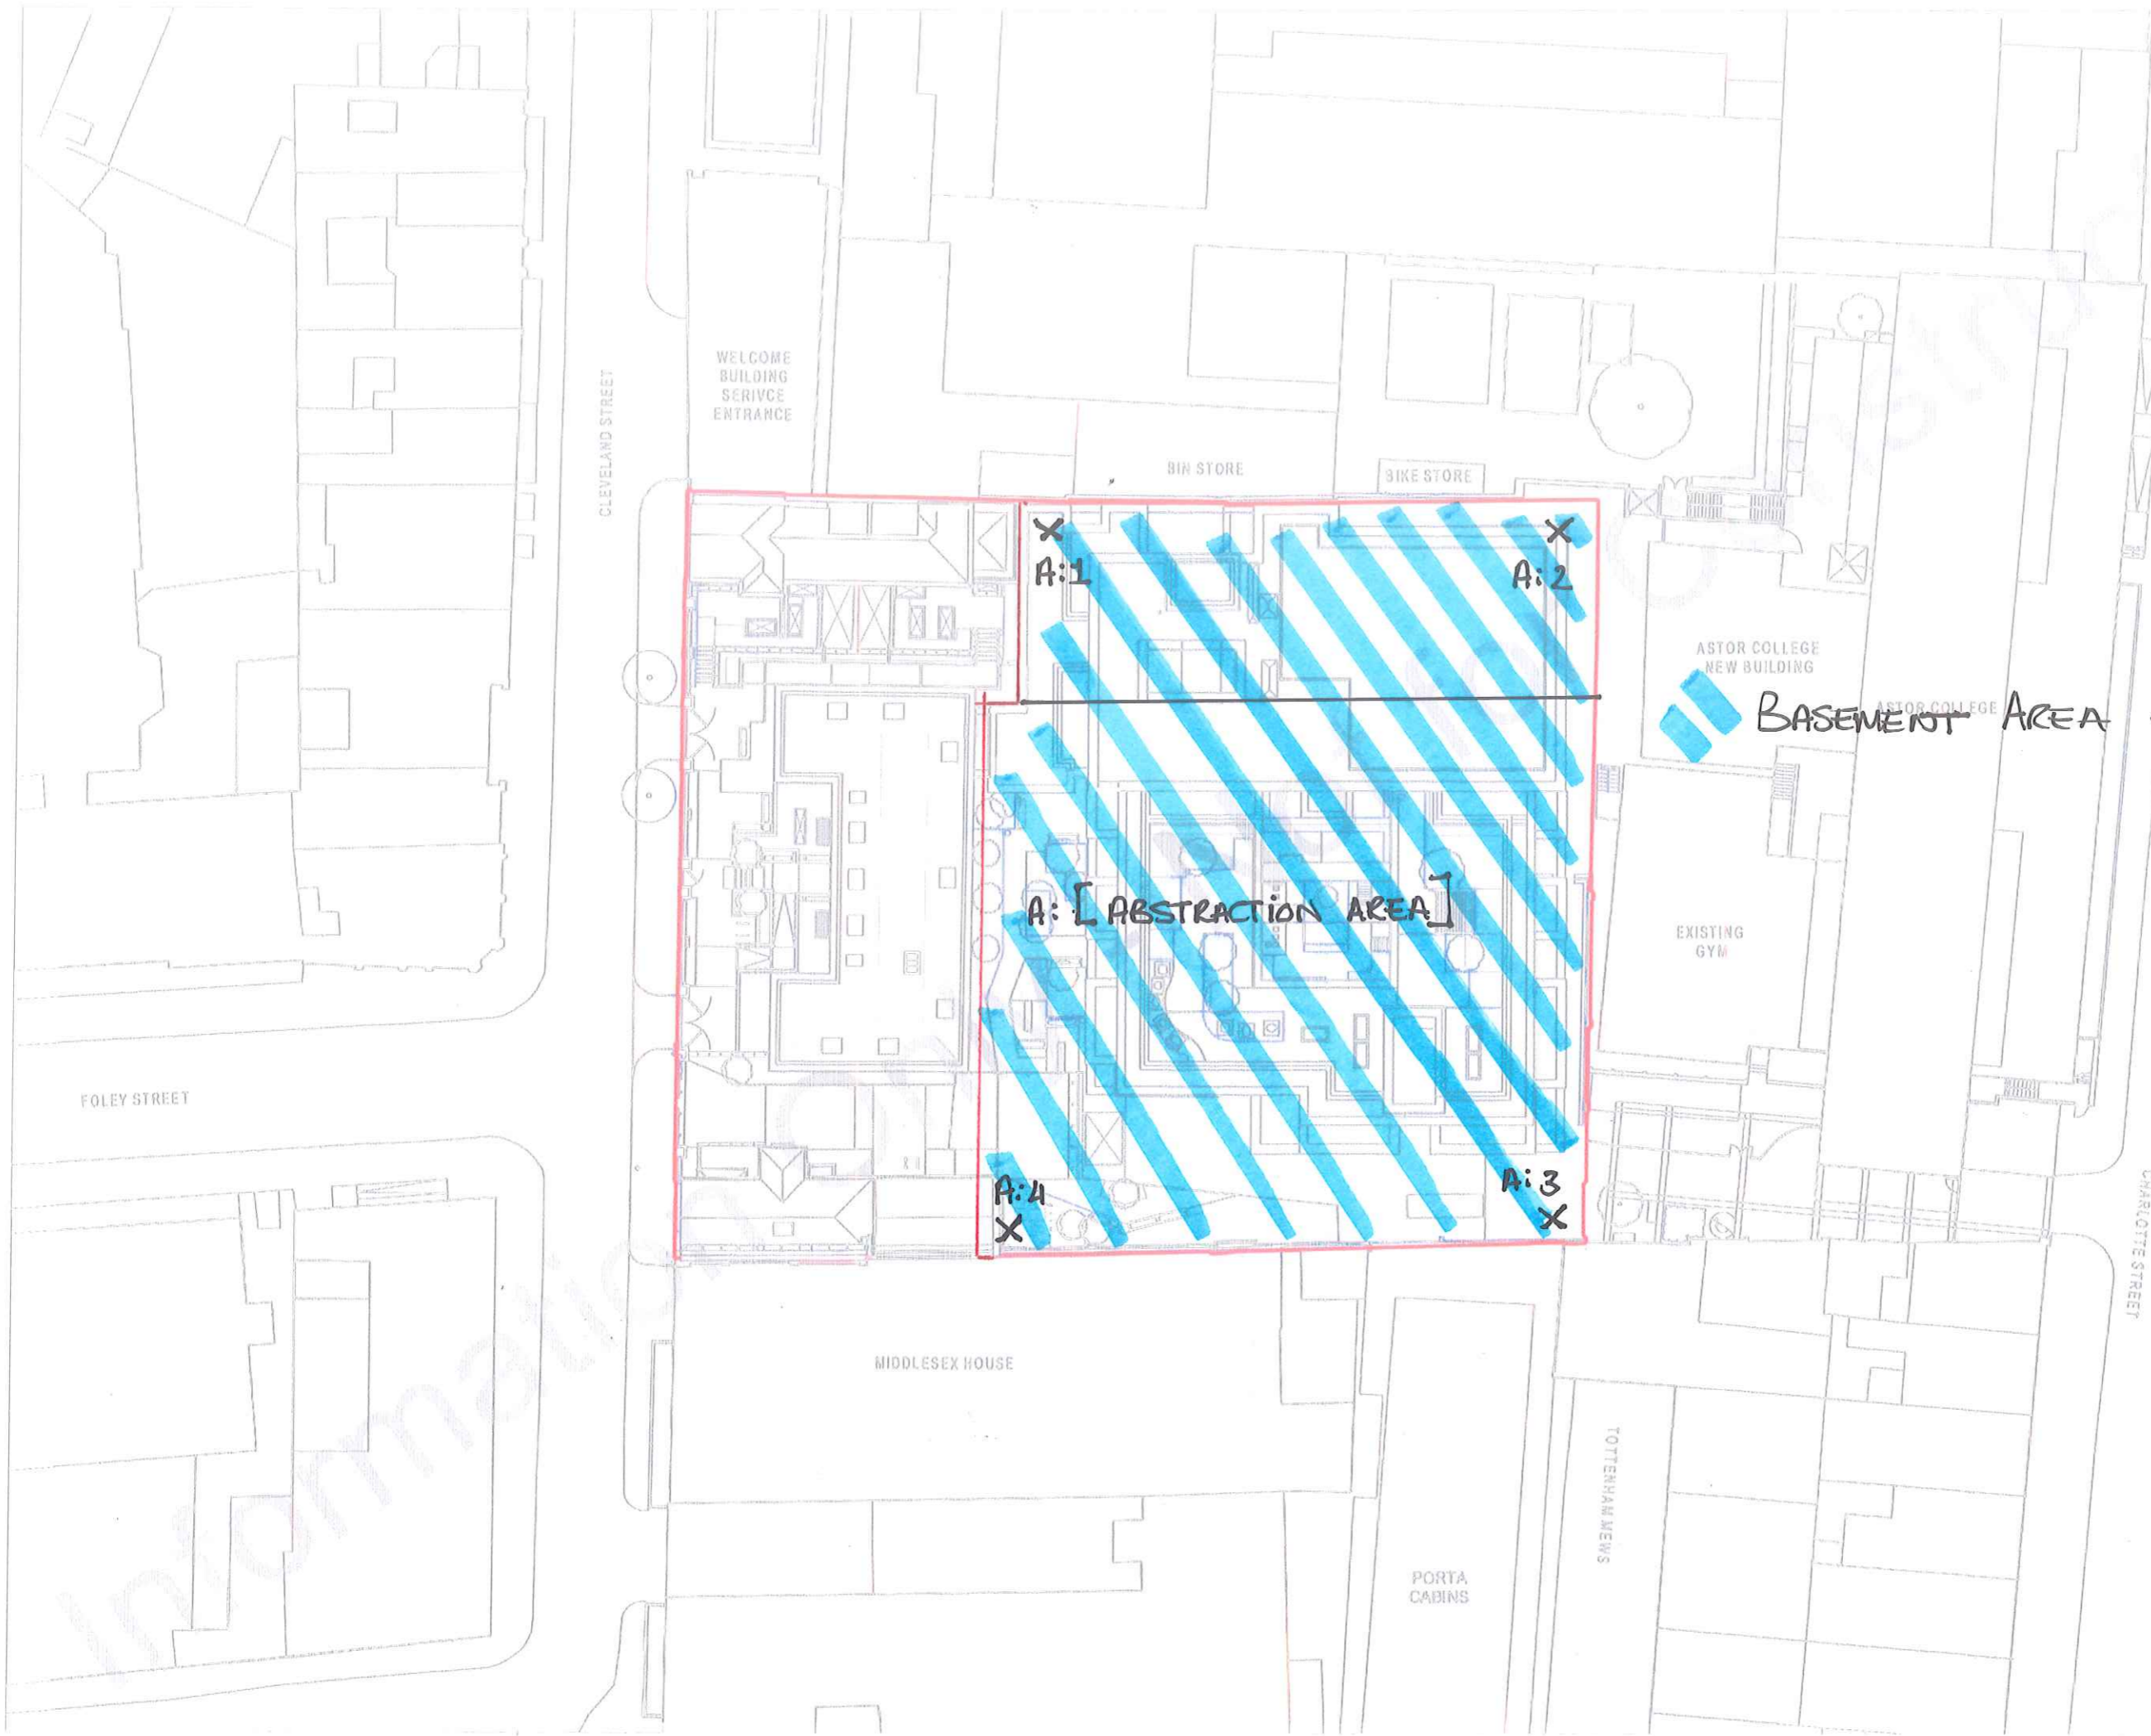 WELCOME
BUILDING
SERIVCE
ENTRANCE
CLEVELAND STREET
BIN STORE
BIKE STORE
A:1
A:2
ASTOR COLLEGE
NEW BUILDING
ASTOR COLLEGE
BASEMENT AREA
A: [ABSTRACTION AREA]
EXISTING
GYM
FOLEY STREET
A:4
A:3
CHARLOTTE STREET
MIDDLESEX HOUSE
TOTTENHAM MEWS
PORTA
CABINS
Information